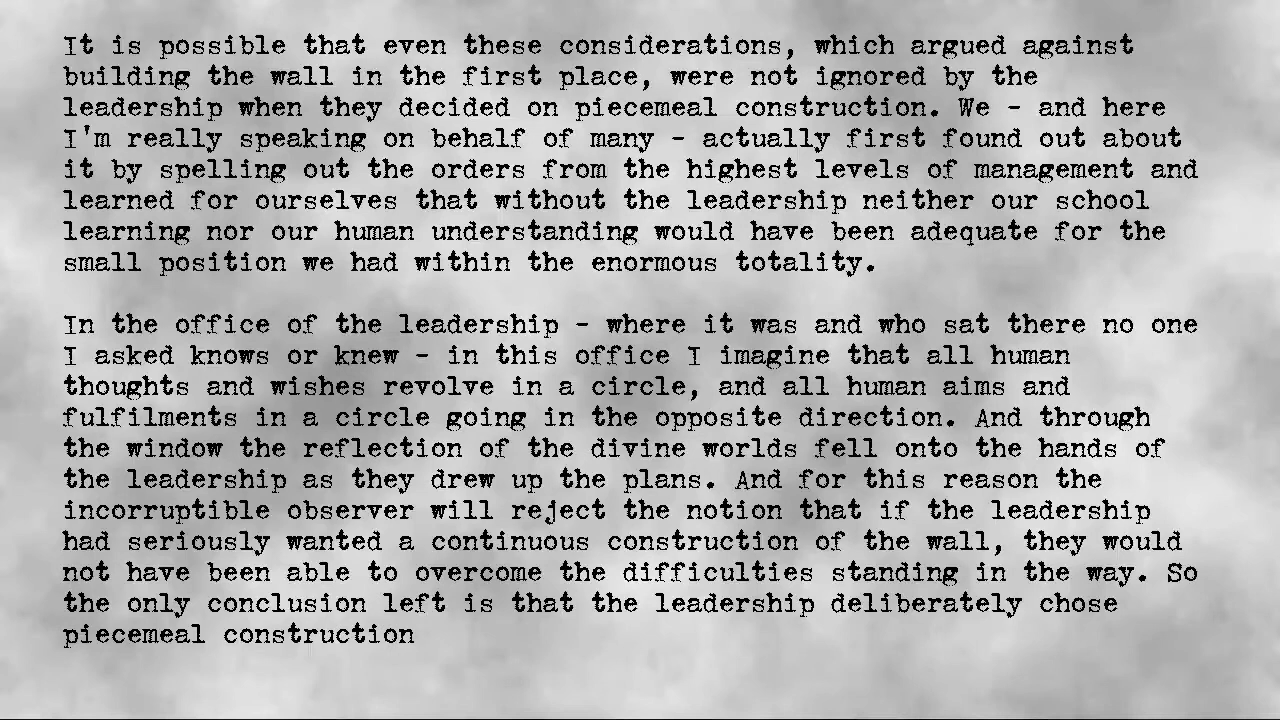 It is possible that even these considerations, which argued against
building the wall in the first place, were not ignored by the
leadership when they decided on piecemeal construction. We - and here
I'm really speaking on behalf of many - actually first found out about
it by spelling out the orders from the highest levels of management and
learned for ourselves that without the leadership neither our school
learning nor our human understanding would have been adequate for the
small position we had within the enormous totality.

In the office of the leadership - where it was and who sat there no one
I asked knows or knew - in this office I imagine that all human
thoughts and wishes revolve in a circle, and all human aims and
fulfilments in a circle going in the opposite direction. And through
the window the reflection of the divine worlds fell onto the hands of
the leadership as they drew up the plans. And for this reason the
incorruptible observer will reject the notion that if the leadership
had seriously wanted a continuous construction of the wall, they would
not have been able to overcome the difficulties standing in the way. So
the only conclusion left is that the leadership deliberately chose
piecemeal construction